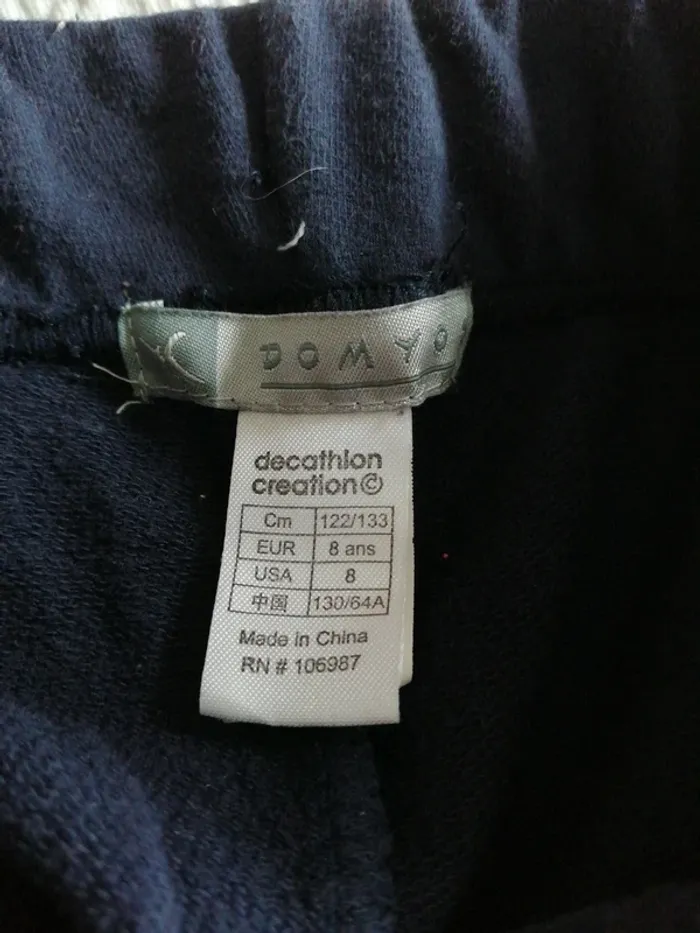 DOMYO
decathlon
creation©
Cm 122/133
EUR 8 ans
USA 8
中国 130/64A
Made in China
RN # 106987